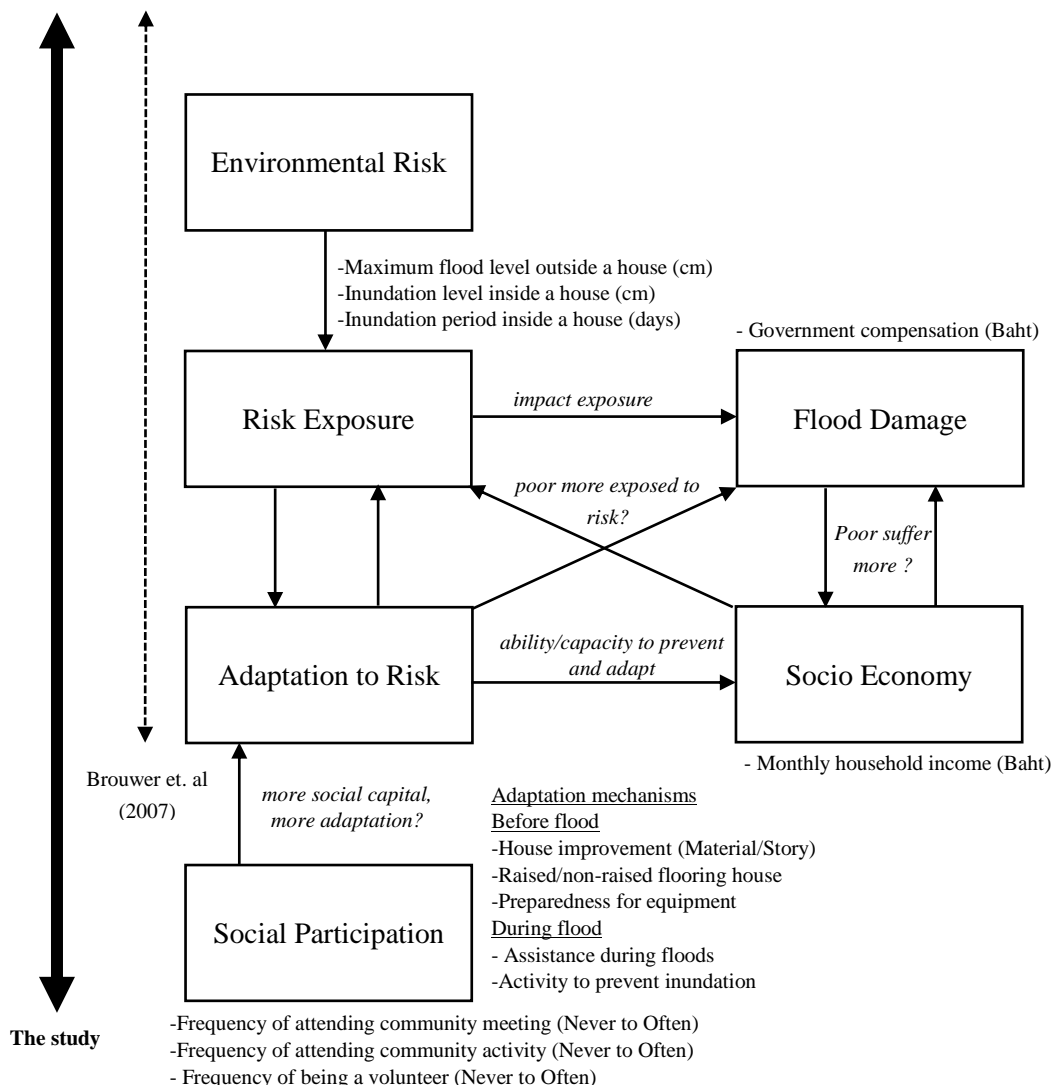 Environmental Risk
-Maximum flood level outside a house (cm)
-Inundation level inside a house (cm)
-Inundation period inside a house (days)
- Government compensation (Baht)
Risk Exposure
impact exposure
Flood Damage
poor more exposed to
risk?
Poor suffer
more ?
Adaptation to Risk
ability/capacity to prevent
and adapt
Socio Economy
- Monthly household income (Baht)
Brouwer et. al
(2007)
more social capital,
more adaptation?
Adaptation mechanisms
Before flood
-House improvement (Material/Story)
-Raised/non-raised flooring house
-Preparedness for equipment
During flood
- Assistance during floods
-Activity to prevent inundation
Social Participation
The study
-Frequency of attending community meeting (Never to Often)
-Frequency of attending community activity (Never to Often)
- Frequency of being a volunteer (Never to Often)